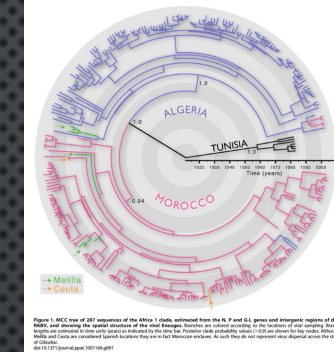 1.0
ALGERIA
1.0
TUNISIA
1.0
1920 1930 1940 1950 1960 1970 1980 1990 2000
Time (years)
MOROCCO
0.94
Melilla
Ceuta
Figure 1. MCC tree of 287 sequences of the Africa 1 clade, estimated from the N, P and G-L genes and intergenic regions of d
RABV, and showing the spatial structure of the viral lineages. Branches are colored according to the locations of viral sampling. Bran
lengths are estimated in time units (years) as indicated by the time bar. Posterior clade probability values (>0.9) are shown for key nodes. Althou
Melilla and Ceuta are considered Spanish locations they are in fact Moroccan enclaves. As such they do not represent virus dispersal across the
of Gibraltar.
doi:10.1371/journal.ppat.1001166.g001